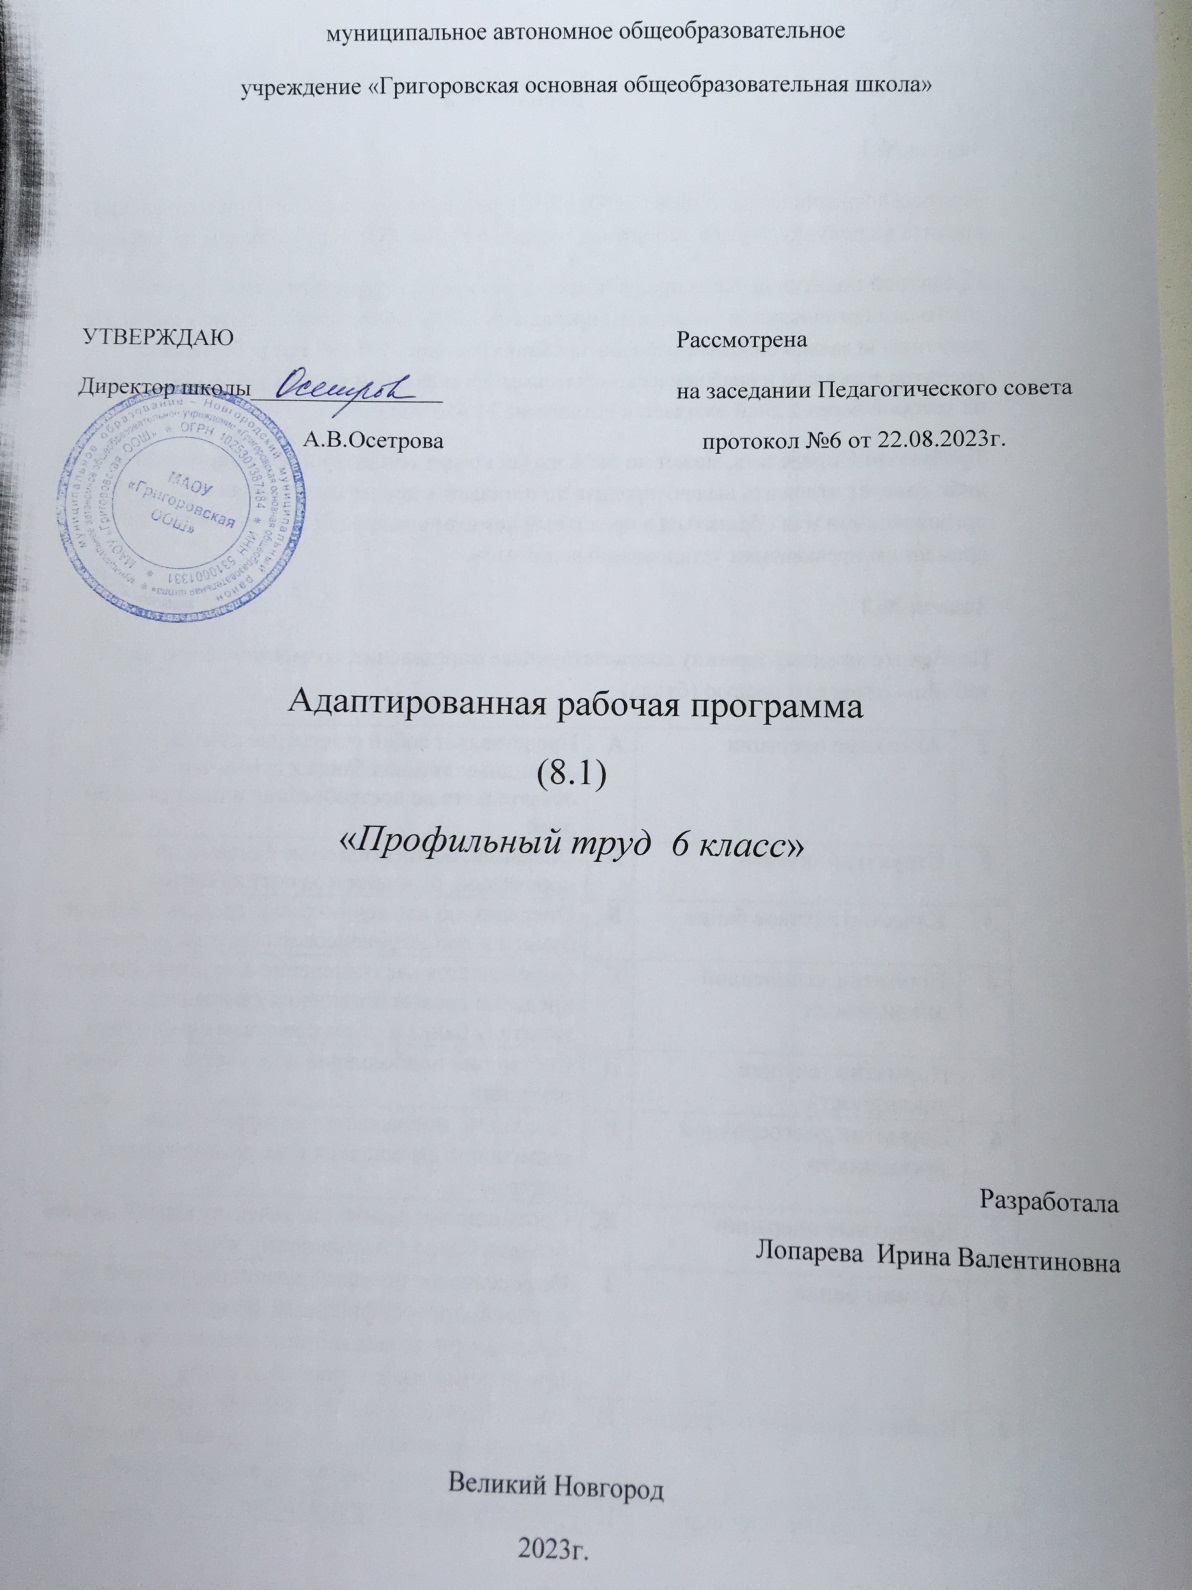 муниципальное автономное общеобразовательное
учреждение «Григоровская основная общеобразовательная школа»
УТВЕРЖДАЮ
Директор школы
А.В.Осетрова
Рассмотрена
на заседании Педагогического совета
протокол №6 от 22.08.2023г.
МАОУ
«Григоровская
ООШ»
Адаптированная рабочая программа
(8.1)
«Профильный труд 6 класс»
Разработала
Лопарева Ирина Валентиновна
Великий Новгород
2023г.